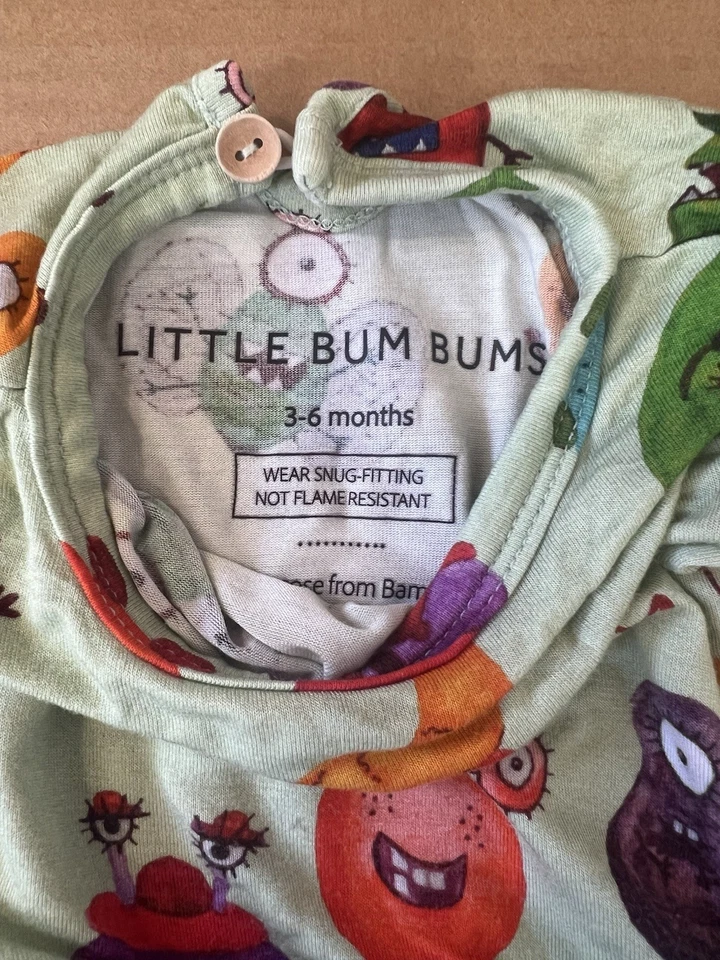 LITTLE BUM BUMS
3-6 months
WEAR SNUG-FITTING
NOT FLAME RESISTANT
from